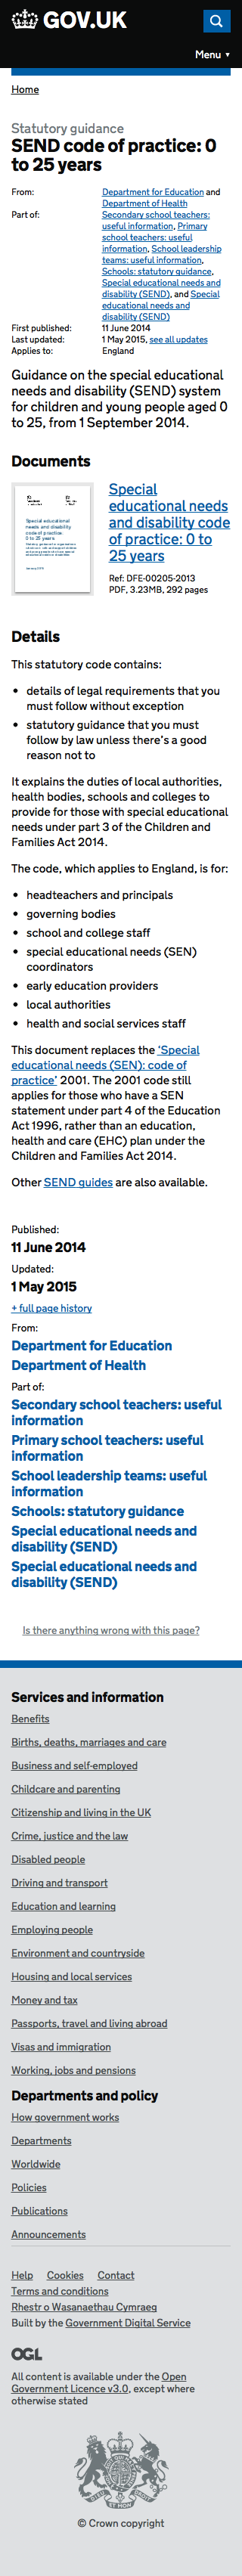 GOV.UK
Menu ▼
Home
Statutory guidance
SEND code of practice: 0
to 25 years
From:
Department for Education and
Department of Health
Part of:
Secondary school teachers:
useful information, Primary
school teachers: useful
information, School leadership
teams: useful information,
Schools: statutory guidance,
Special educational needs and
disability (SEND), and Special
educational needs and
disability (SEND)
First published:
11 June 2014
Last updated:
1 May 2015, see all updates
Applies to:
England
Guidance on the special educational
needs and disability (SEND) system
for children and young people aged 0
to 25, from 1 September 2014.
Documents
Special educational needs
and disability
code of practice:
0 to 25 years
January 2015
Special
educational needs
and disability code
of practice: 0 to
25 years
Ref: DFE-00205-2013
PDF, 3.23MB, 292 pages
Details
This statutory code contains:
• details of legal requirements that you
must follow without exception
• statutory guidance that you must
follow by law unless there's a good
reason not to
It explains the duties of local authorities,
health bodies, schools and colleges to
provide for those with special educational
needs under part 3 of the Children and
Families Act 2014.
The code, which applies to England, is for:
• headteachers and principals
• governing bodies
• school and college staff
• special educational needs (SEN)
coordinators
• early education providers
• local authorities
• health and social services staff
This document replaces the ‘Special
educational needs (SEN): code of
practice’ 2001. The 2001 code still
applies for those who have a SEN
statement under part 4 of the Education
Act 1996, rather than an education,
health and care (EHC) plan under the
Children and Families Act 2014.
Other SEND guides are also available.
Published:
11 June 2014
Updated:
1 May 2015
+ full page history
From:
Department for Education
Department of Health
Part of:
Secondary school teachers: useful
information
Primary school teachers: useful
information
School leadership teams: useful
information
Schools: statutory guidance
Special educational needs and
disability (SEND)
Special educational needs and
disability (SEND)
Is there anything wrong with this page?
Services and information
Benefits
Births, deaths, marriages and care
Business and self-employed
Childcare and parenting
Citizenship and living in the UK
Crime, justice and the law
Disabled people
Driving and transport
Education and learning
Employing people
Environment and countryside
Housing and local services
Money and tax
Passports, travel and living abroad
Visas and immigration
Working, jobs and pensions
Departments and policy
How government works
Departments
Worldwide
Policies
Publications
Announcements
Help Cookies Contact
Terms and conditions
Rhestr o Wasanaethau Cymraeg
Built by the Government Digital Service
OGL
All content is available under the Open
Government Licence v3.0, except where
otherwise stated
© Crown copyright